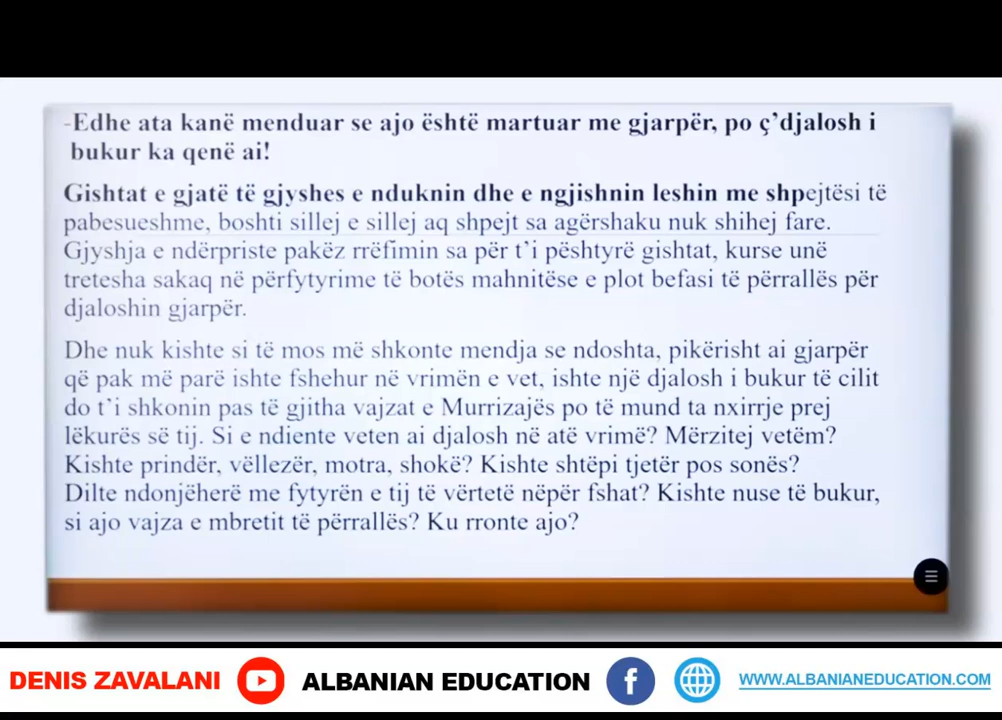 -Edhe ata kanë menduar se ajo është martuar me gjarpër, po ç’djalosh i
bukur ka qenë ai!
Gishtat e gjatë të gjyshes e nduknin dhe e ngjishnin leshin me shpejtësi të
pabesueshme, boshti sillej e sillej aq shpejt sa agërshaku nuk shihej fare.
Gjyshja e ndërpriste pakëz rrëfimin sa për t’i pështyrë gishtat, kurse unë
tretesha sakaq në përfytyrime të botës mahnitëse e plot befasi të përrallës për
djaloshin gjarpër.
Dhe nuk kishte si të mos më shkonte mendja se ndoshta, pikërisht ai gjarpër
që pak më parë ishte fshehur në vrimën e vet, ishte një djalosh i bukur të cilit
do t’i shkonin pas të gjitha vajzat e Murrizajës po të mund ta nxirrje prej
lëkurës së tij. Si e ndiente veten ai djalosh në atë vrimë? Mërzitej vetëm?
Kishte prindër, vëllezër, motra, shokë? Kishte shtëpi tjetër pos sonës?
Dilte ndonjëherë me fytyrën e tij të vërtetë nëpër fshat? Kishte nuse të bukur,
si ajo vajza e mbretit të përrallës? Ku rronte ajo?
DENIS ZAVALANI ALBANIAN EDUCATION f WWW.ALBANIANEDUCATION.COM